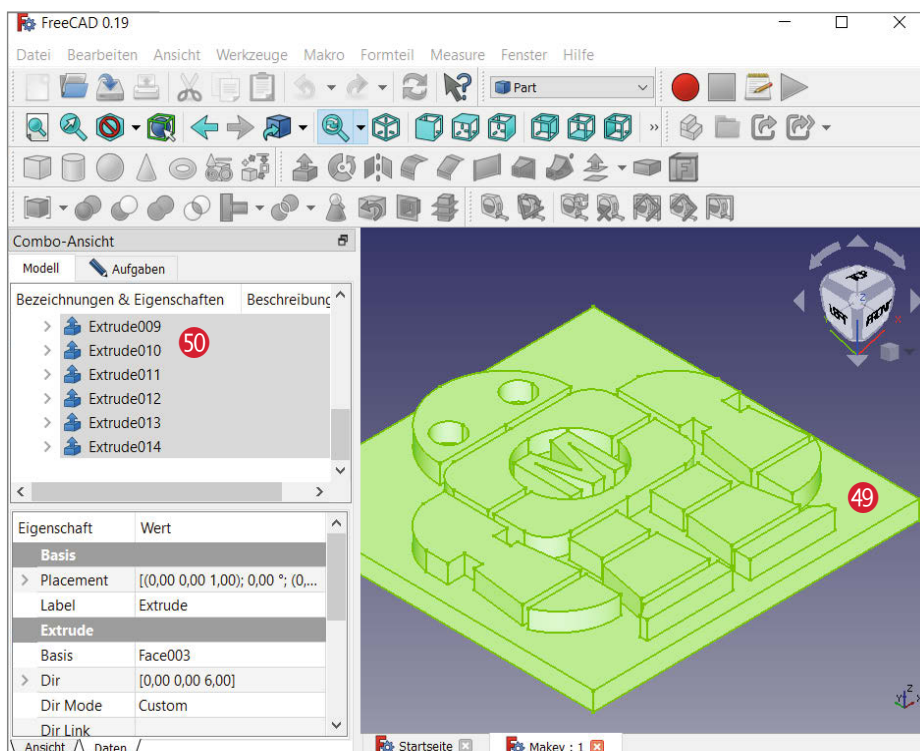 FreeCAD 0.19
Datei Bearbeiten Ansicht Werkzeuge Makro Formteil Measure Fenster Hilfe
Part
Combo-Ansicht
Modell Aufgaben
Bezeichnungen & Eigenschaften Beschreibung
Extrude009
Extrude010
Extrude011
Extrude012
Extrude013
Extrude014
50
Eigenschaft Wert
Basis
Placement [(0,00 0,00 1,00); 0,00 °; (0,...
Label Extrude
Extrude
Basis Face003
Dir [0,00 0,00 6,00]
Dir Mode Custom
Dir Link
Ansicht Daten
LEFT FRONT
Z
X
M
49
Z
X
Startseite
Makey : 1